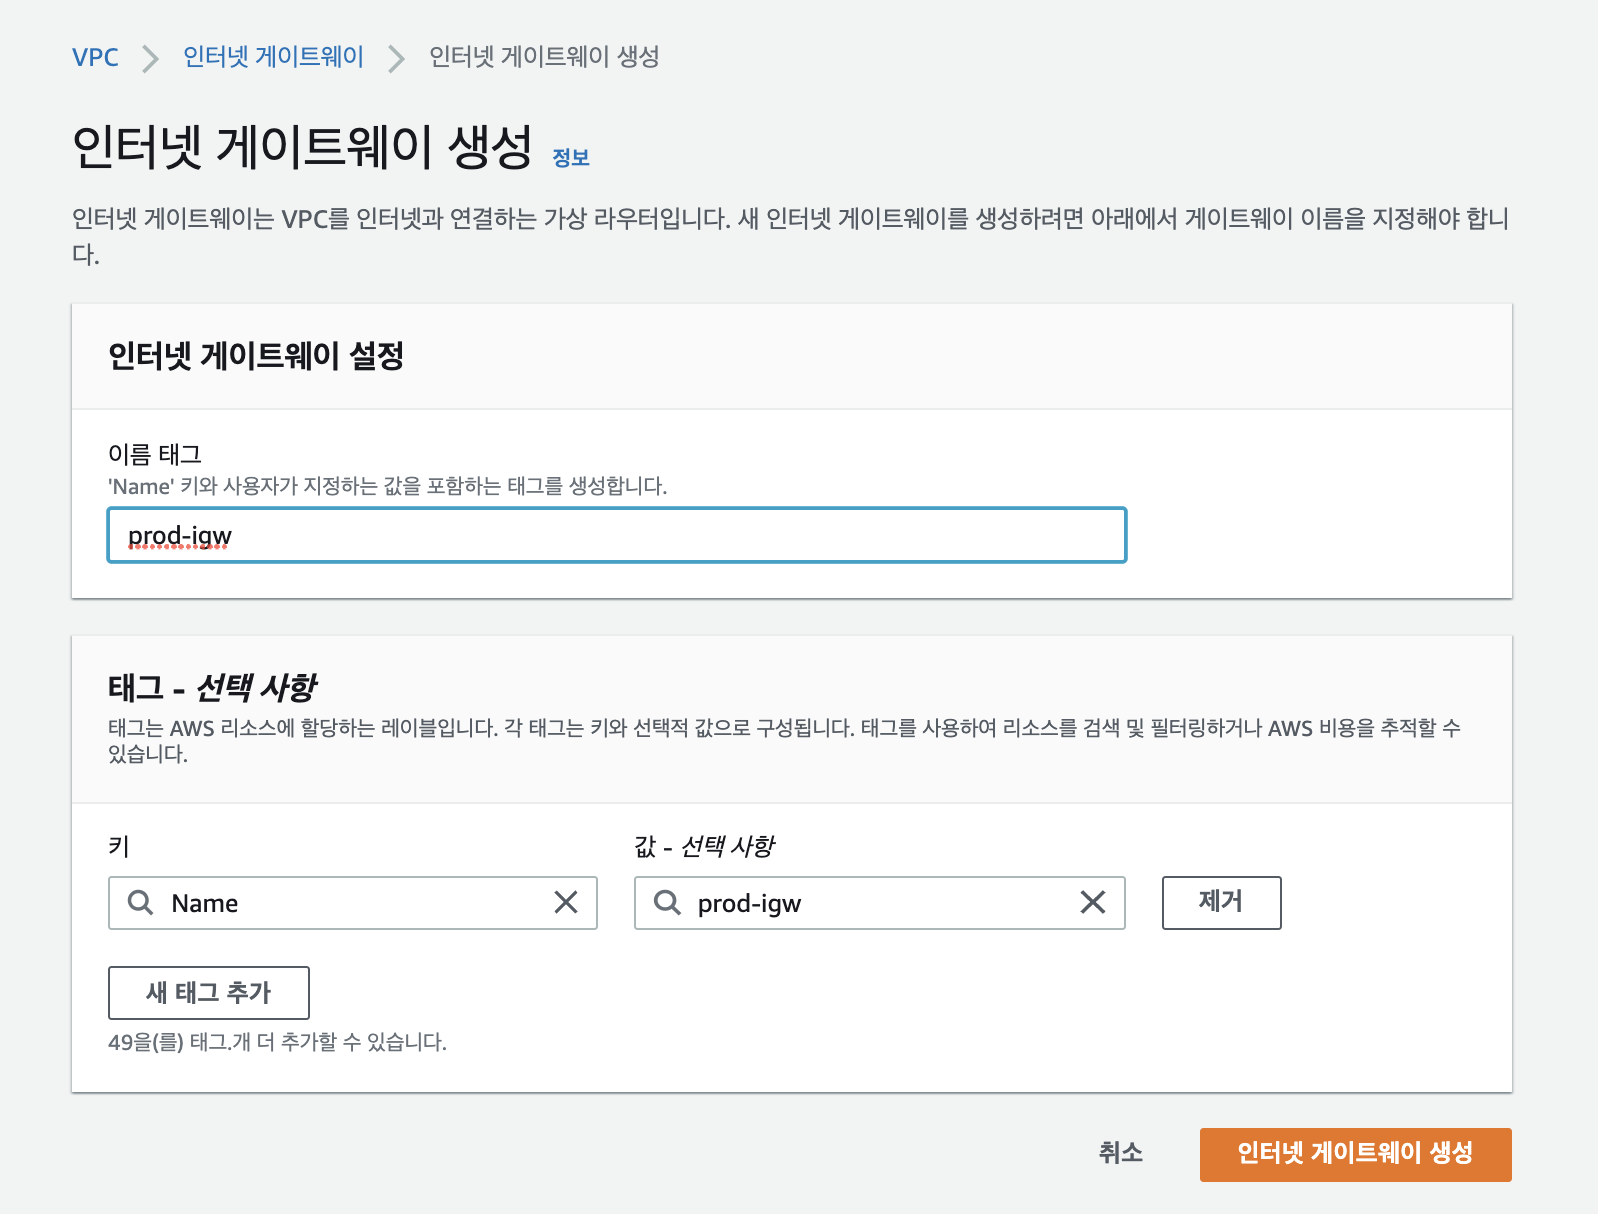 VPC 인터넷 게이트웨이 인터넷 게이트웨이 생성
인터넷 게이트웨이 생성 정보
인터넷 게이트웨이는 VPC를 인터넷과 연결하는 가상 라우터입니다. 새 인터넷 게이트웨이를 생성하려면 아래에서 게이트웨이 이름을 지정해야 합니
다.
인터넷 게이트웨이 설정
이름 태그
'Name' 키와 사용자가 지정하는 값을 포함하는 태그를 생성합니다.
prod-igw
태그 - 선택 사항
태그는 AWS 리소스에 할당하는 레이블입니다. 각 태그는 키와 선택적 값으로 구성됩니다. 태그를 사용하여 리소스를 검색 및 필터링하거나 AWS 비용을 추적할 수
있습니다.
키 값 - 선택 사항
Name prod-igw 제거
새 태그 추가
49을(를) 태그.개 더 추가할 수 있습니다.
취소 인터넷 게이트웨이 생성